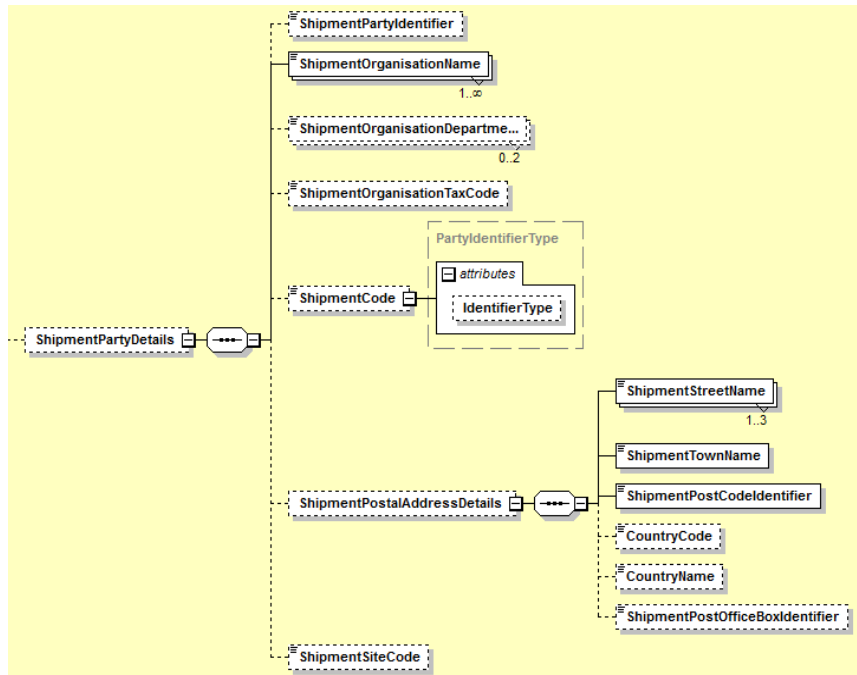 ShipmentPartyIdentifier
ShipmentOrganisationName
1..∞
ShipmentOrganisationDepartme...
0..2
ShipmentOrganisationTaxCode
PartyIdentifierType
attributes
ShipmentCode
IdentifierType
ShipmentPartyDetails
ShipmentStreetName
1..3
ShipmentTownName
ShipmentPostCodeIdentifier
ShipmentPostalAddressDetails
CountryCode
CountryName
ShipmentPostOfficeBoxIdentifier
ShipmentSiteCode